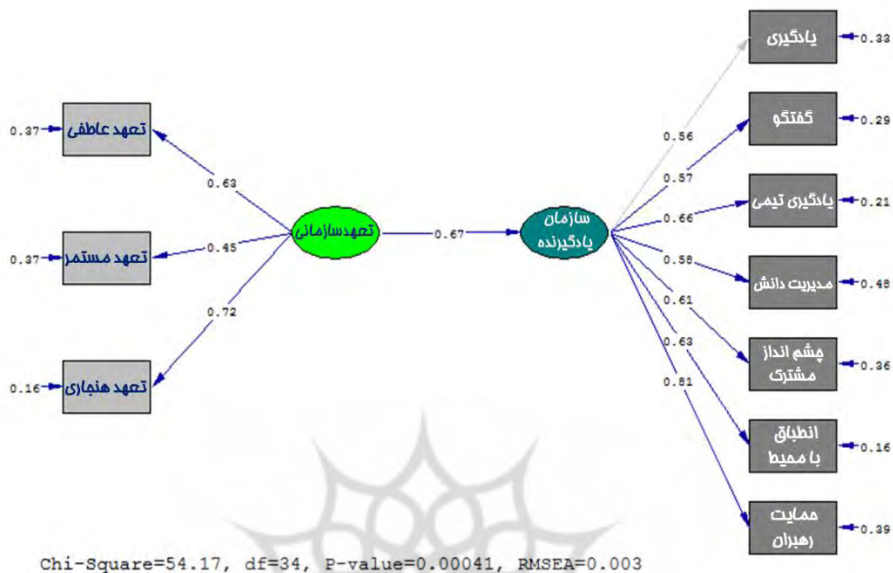 یادگیری
0.33
گفتگو
0.29
یادگیری تیمی
0.21
مدیریت دانش
0.48
چشم انداز
مشترک
0.36
انطباق
با محیط
0.16
حمایت
رهبران
0.39
0.56
0.57
0.66
0.58
0.61
0.63
0.81
سازمان
یادگیرنده
0.67
تعهدسازمانی
0.63
0.45
0.72
تعهد عاطفی
0.37
تعهد مستمر
0.37
تعهد هنجاری
0.16
Chi-Square=54.17, df=34, P-value=0.00041, RMSEA=0.003